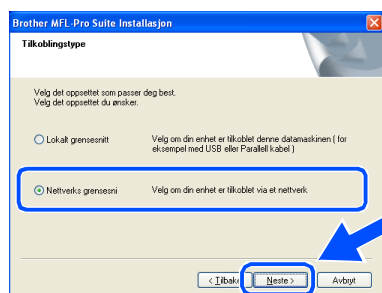 Brother MFL-Pro Suite Installasjon
Tilkoblingstype
Velg det oppsettet som passer deg best.
Velg det oppsettet du ønsker.
Lokalt grensesnitt
Velg om din enhet er tilkoblet denne datamaskinen ( for
eksempel med USB eller Parallell kabel )
Nettverks grensesni
Velg om din enhet er tilkoblet via et nettverk
< Tilbake
Neste >
Avbryt